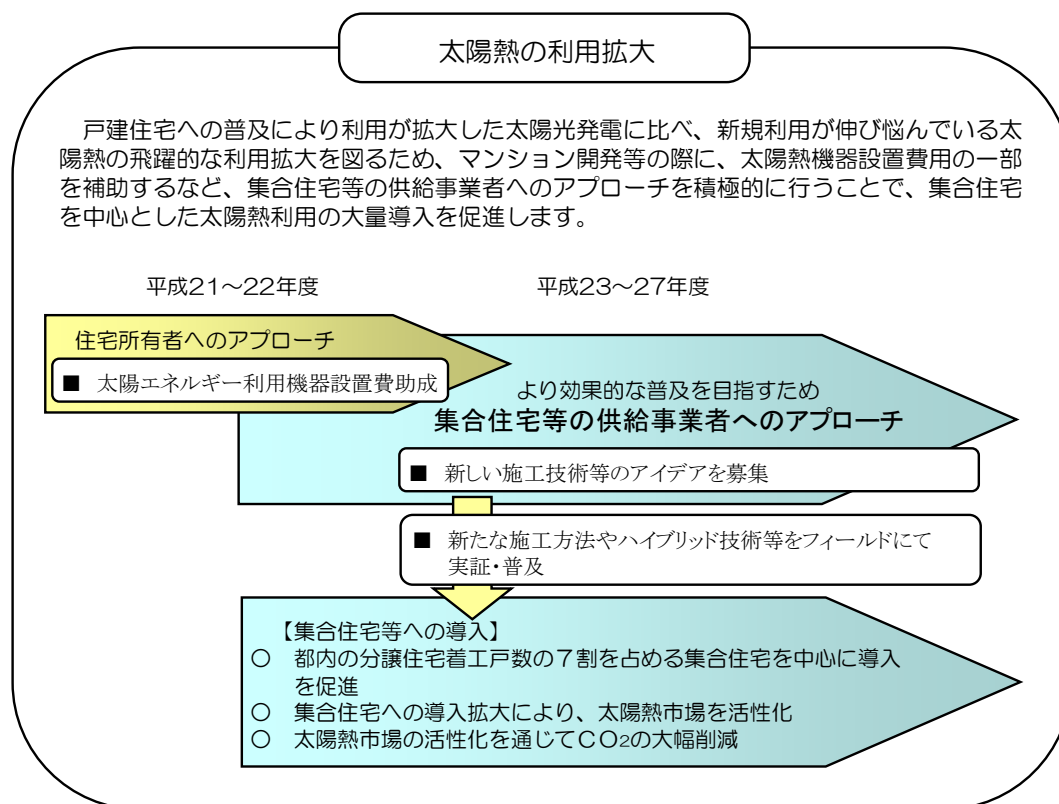 太陽熱の利用拡大
戸建住宅への普及により利用が拡大した太陽光発電に比べ、新規利用が伸び悩んでいる太
陽熱の飛躍的な利用拡大を図るため、マンション開発等の際に、太陽熱機器設置費用の一部
を補助するなど、集合住宅等の供給事業者へのアプローチを積極的に行うことで、集合住宅
を中心とした太陽熱利用の大量導入を促進します。
平成21～22年度
平成23～27年度
住宅所有者へのアプローチ
■ 太陽エネルギー利用機器設置費助成
より効果的な普及を目指すため
集合住宅等の供給事業者へのアプローチ
■ 新しい施工技術等のアイデアを募集
■ 新たな施工方法やハイブリッド技術等をフィールドにて
実証・普及
【集合住宅等への導入】
○ 都内の分譲住宅着工戸数の７割を占める集合住宅を中心に導入
を促進
○ 集合住宅への導入拡大により、太陽熱市場を活性化
○ 太陽熱市場の活性化を通じてＣＯ2の大幅削減